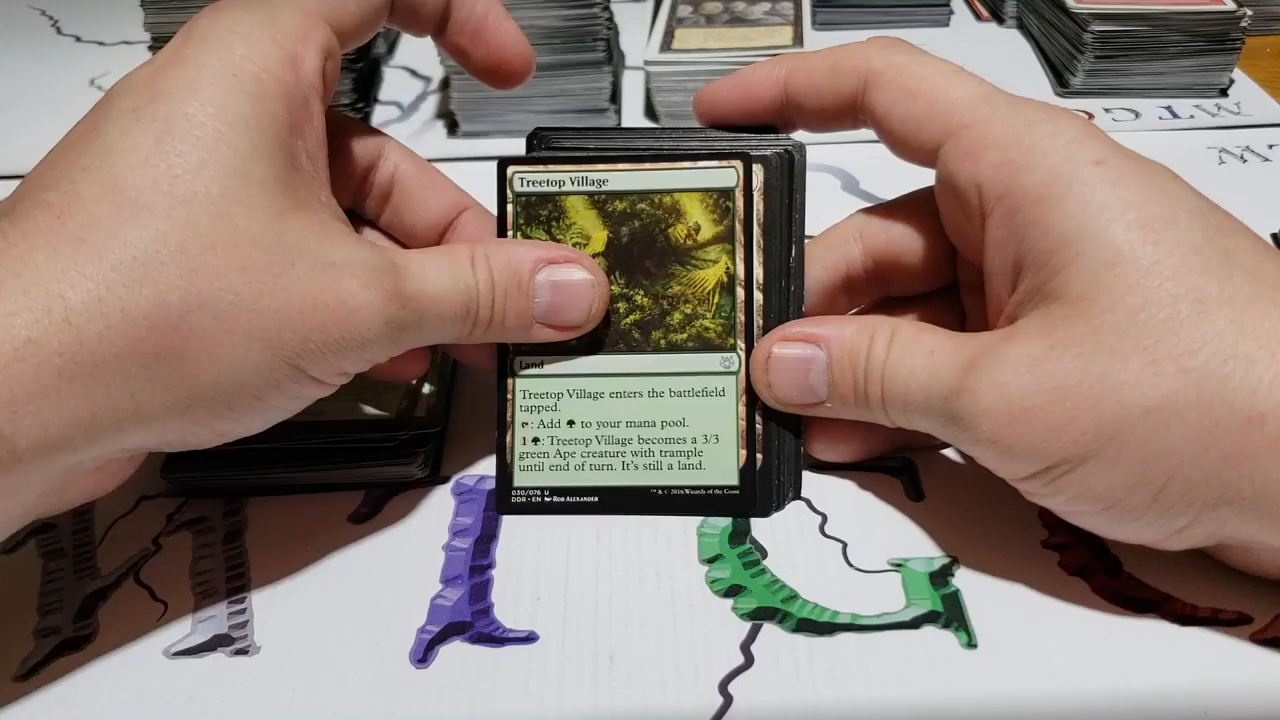 MTGC
Treetop Village
Land
Treetop Village enters the battlefield
tapped.
: Add to your mana pool.
1 : Treetop Village becomes a 3/3
green Ape creature with trample
until end of turn. It's still a land.
030/076 U
DDR • EN Rob Alexander
™ & © 2016 Wizards of the Coast